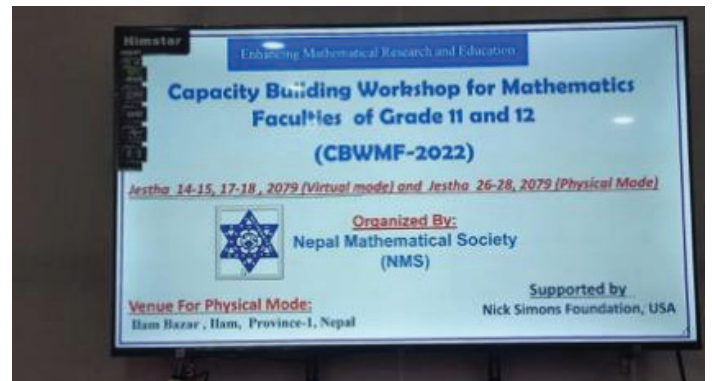 Himstar
Enhancing Mathematical Research and Education
Capacity Building Workshop for Mathematics
Faculties of Grade 11 and 12
(CBWMF-2022)
Jestha 14-15, 17-18, 2079 (Virtual mode) and Jestha 26-28, 2079 (Physical Mode)
Organized By:
Nepal Mathematical Society
(NMS)
Supported by
Nick Simons Foundation, USA
Venue For Physical Mode:
Ilam Bazar, Ilam, Province-1, Nepal